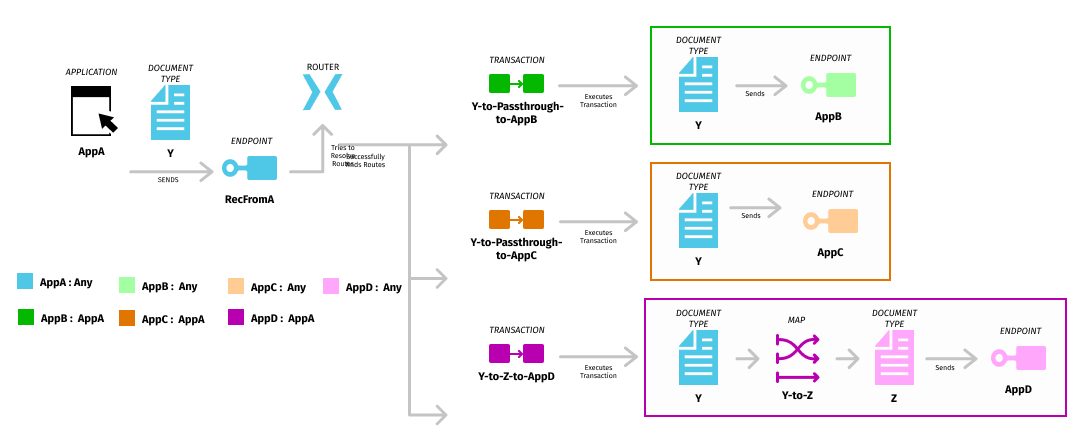 APPLICATION
AppA
DOCUMENT
TYPE
Y
SENDS
ENDPOINT
RecFromA
ROUTER
Tries to
Resolve
Route
Successfully
Finds Routes
TRANSACTION
Y-to-Passthrough-
to-AppB
Executes
Transaction
DOCUMENT
TYPE
Y
Sends
ENDPOINT
AppB
TRANSACTION
Y-to-Passthrough-
to-AppC
Executes
Transaction
DOCUMENT
TYPE
Y
Sends
ENDPOINT
AppC
AppA : Any
AppB : Any
AppC : Any
AppD : Any
AppB : AppA
AppC : AppA
AppD : AppA
TRANSACTION
Y-to-Z-to-AppD
Executes
Transaction
DOCUMENT
TYPE
Y
MAP
Y-to-Z
DOCUMENT
TYPE
Z
Sends
ENDPOINT
AppD